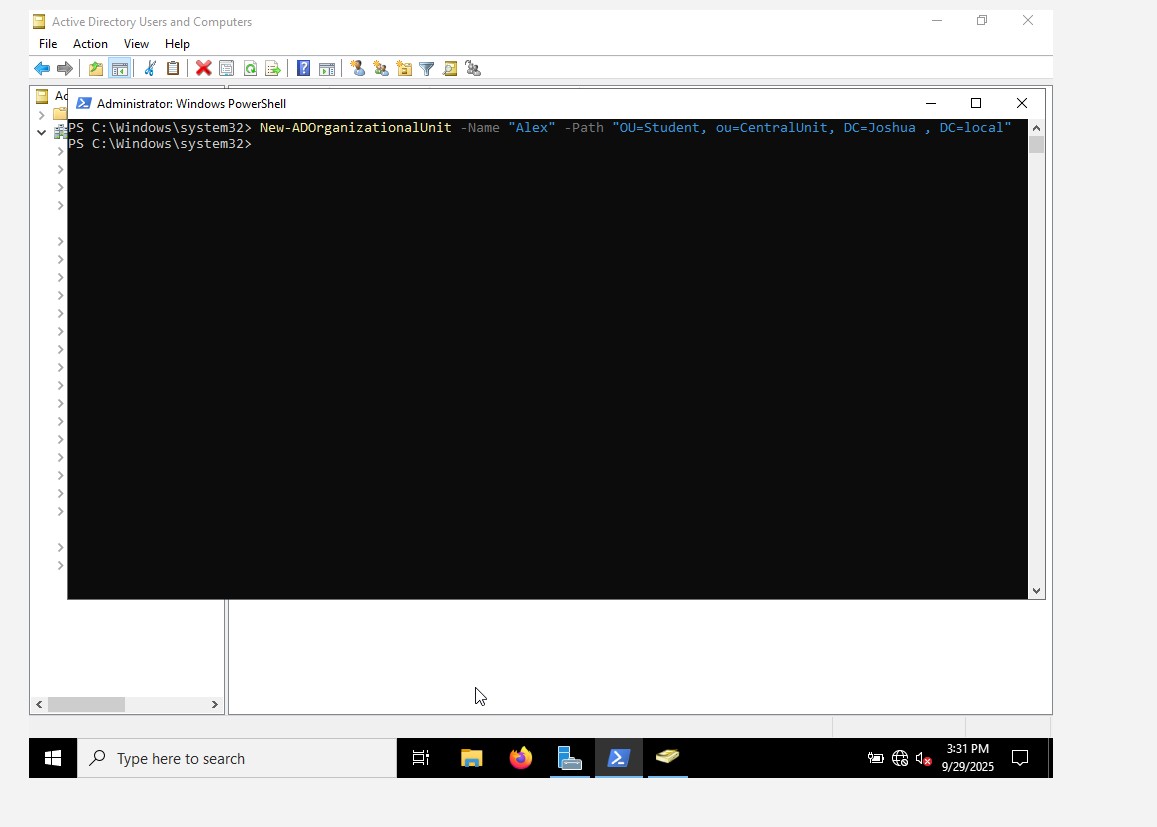 Active Directory Users and Computers
File Action View Help
Ac
Administrator: Windows PowerShell
PS C:\Windows\system32> New-ADOrganizationalUnit -Name "Alex" -Path "OU=Student, ou=CentralUnit, DC=Joshua , DC=local"
PS C:\Windows\system32>
Type here to search
3:31 PM
9/29/2025